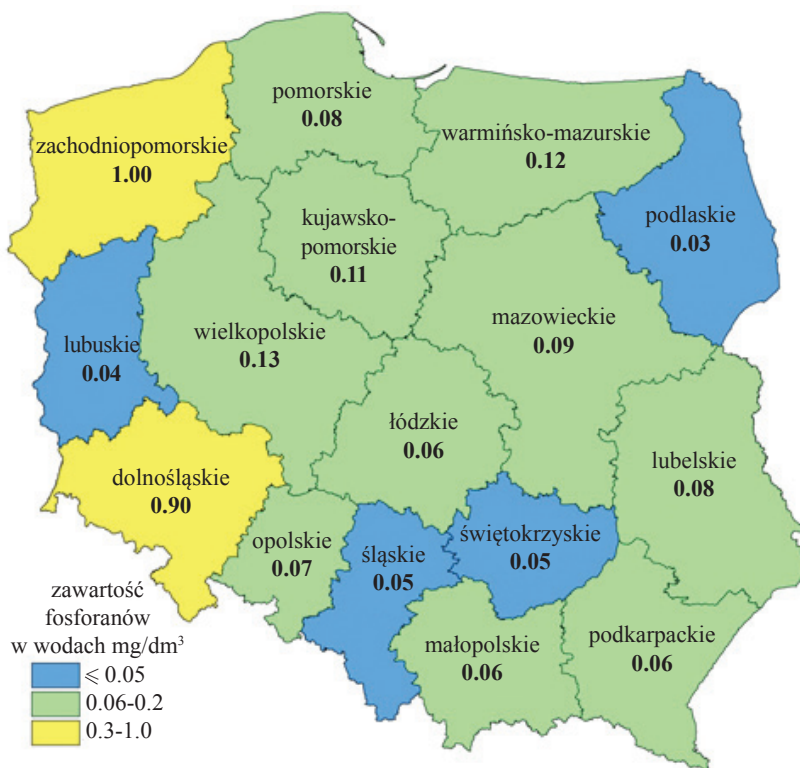 pomorskie
0.08
zachodniopomorskie
1.00
warmińsko-mazurskie
0.12
podlaskie
0.03
kujawsko-
pomorskie
0.11
lubuskie
0.04
wielkopolskie
0.13
mazowieckie
0.09
łódzkie
0.06
lubelskie
0.08
dolnośląskie
0.90
opolskie
0.07
śląskie
0.05
świętokrzyskie
0.05
małopolskie
0.06
podkarpackie
0.06
zawartość
fosforanów
w wodach mg/dm³
⩽ 0.05
0.06-0.2
0.3-1.0